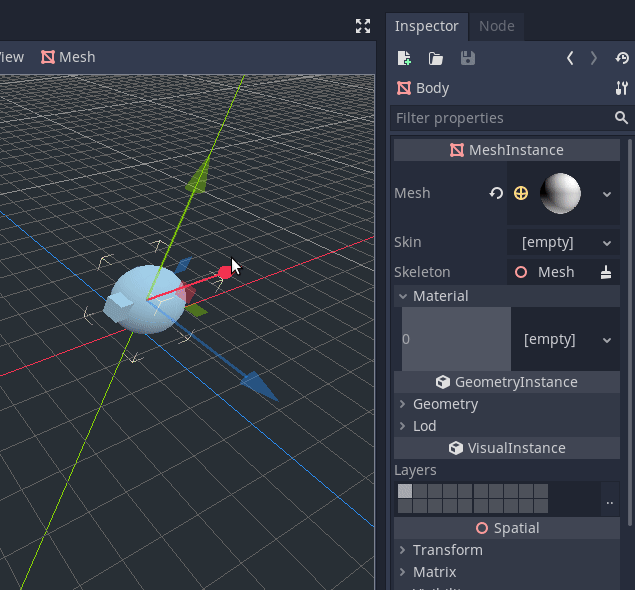 Inspector
Node
iew
Mesh
Body
Filter properties
MeshInstance
Mesh
Skin
[empty]
Skeleton
Mesh
Material
0
[empty]
GeometryInstance
Geometry
Lod
VisualInstance
Layers
..
Spatial
Transform
Matrix